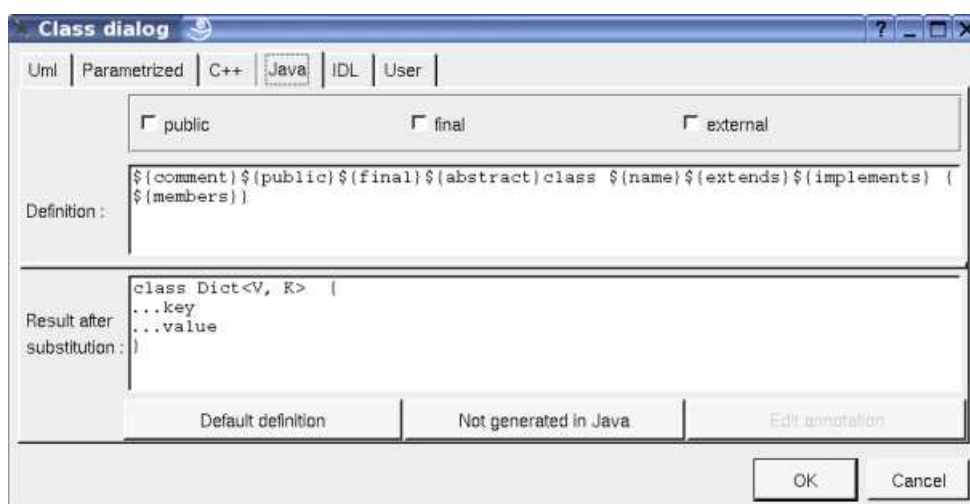 Class dialog
Uml Parametrized C++ Java IDL User
public final external
Definition :
${comment}${public}${final}${abstract}class ${name}${extends}${implements} {
${members}}
Result after
substitution :
class Dict<V, K>  {
...key
...value
}
Default definition Not generated in Java Edit annotation
OK Cancel